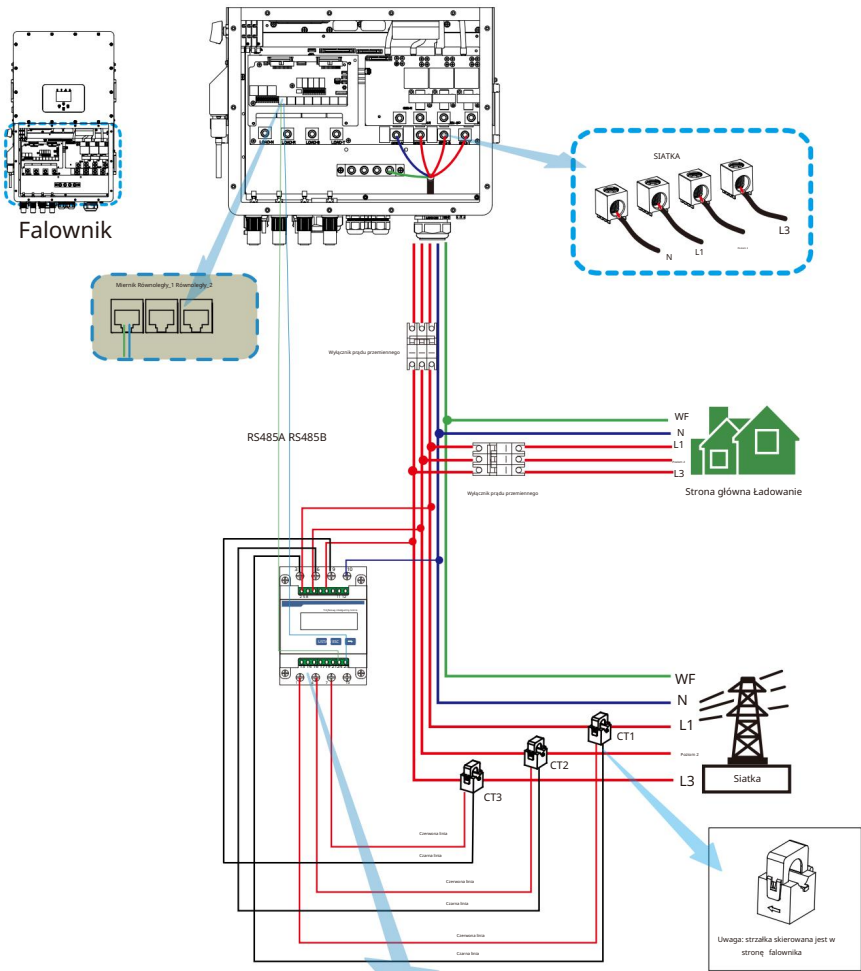 Falownik
LOAD-N
SIATKA
N
L1
L3
Miernik Równoległy_1 Równoległy_2
Wyłącznik prądu przemiennego
WF
N
L1
L3
Wyłącznik prądu przemiennego
Strona główna Ładowanie
RS485A RS485B
WF
N
L1
Poziom 2
L3
Siatka
CT1
CT2
CT3
Czerwona linia
Czarna linia
Czerwona linia
Czarna linia
Czerwona linia
Czarna linia
Uwaga: strzałka skierowana jest w
stronę falownika